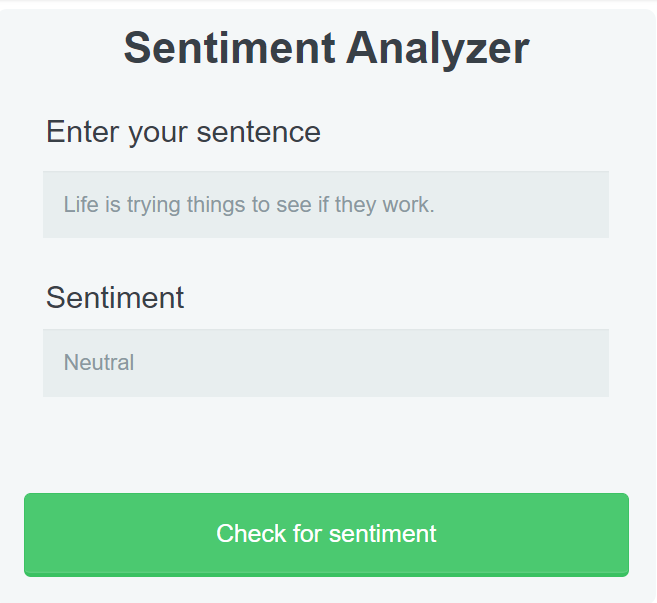 Sentiment Analyzer
Enter your sentence
Life is trying things to see if they work.
Sentiment
Neutral
Check for sentiment